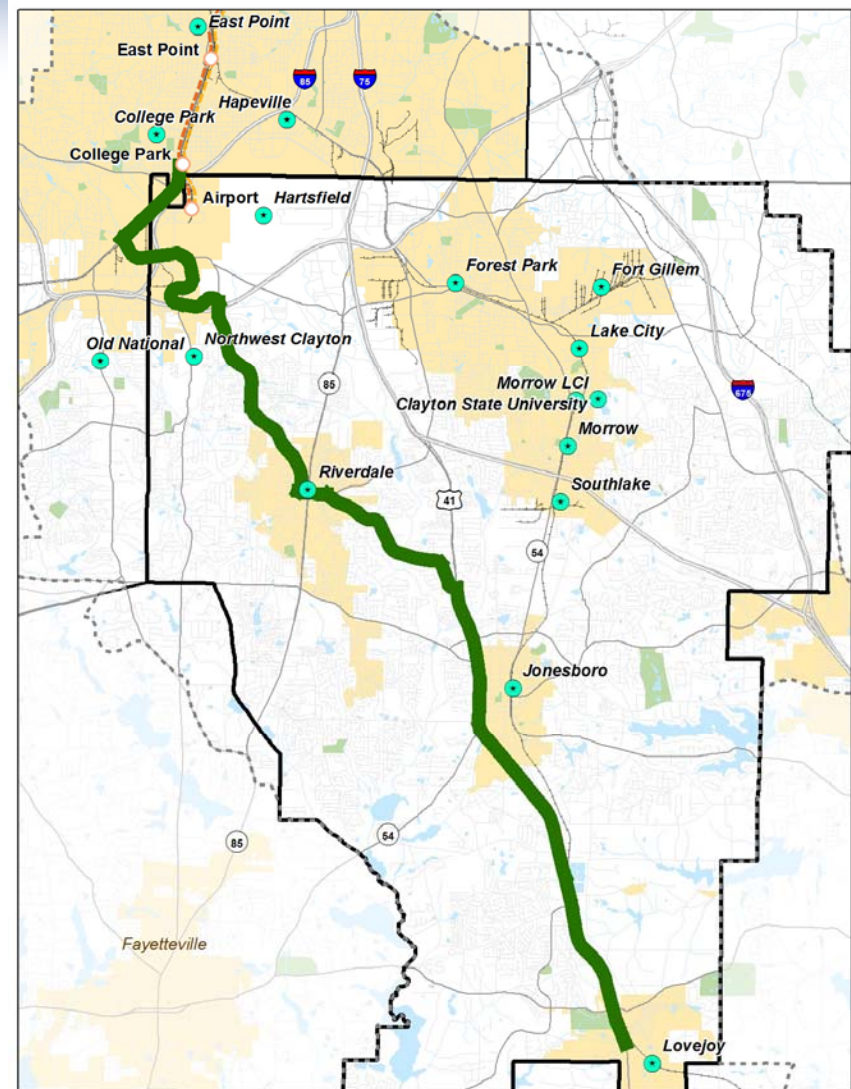 East Point
East Point
85
75
College Park
Hapeville
College Park
Airport
Hartsfield
Forest Park
Fort Gillem
Lake City
Old National
Northwest Clayton
85
Morrow LCI
675
Clayton State University
Morrow
Riverdale
41
Southlake
54
Jonesboro
54
85
Fayetteville
Lovejoy